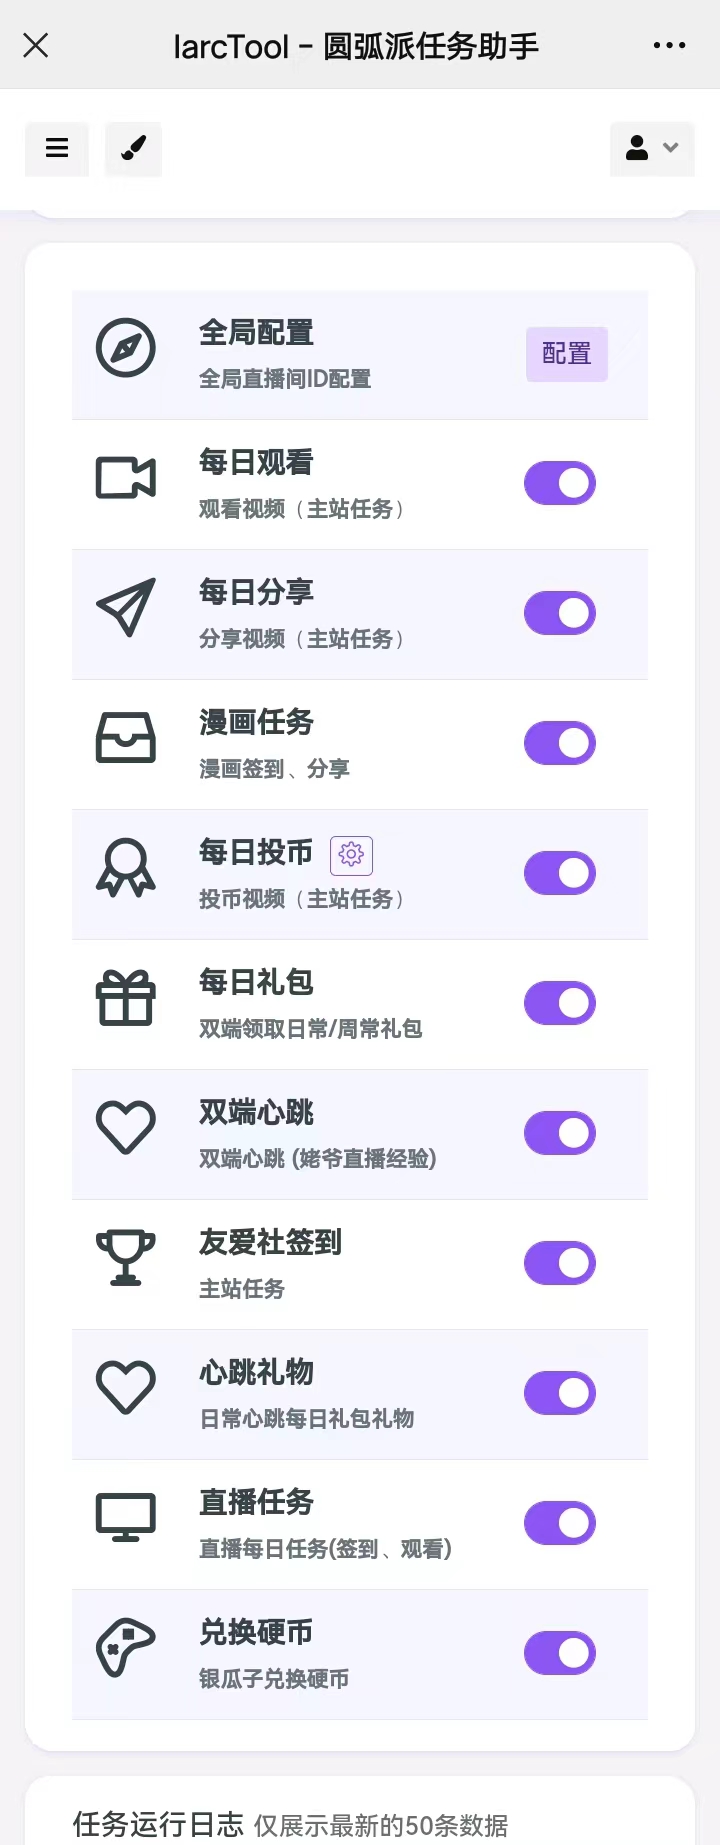 IarcTool - 圆弧派任务助手
全局配置
全局直播间ID配置
配置
每日观看
观看视频（主站任务）
每日分享
分享视频（主站任务）
漫画任务
漫画签到、分享
每日投币
投币视频（主站任务）
每日礼包
双端领取日常/周常礼包
双端心跳
双端心跳 (姥爷直播经验)
友爱社签到
主站任务
心跳礼物
日常心跳每日礼包礼物
直播任务
直播每日任务(签到、观看)
兑换硬币
银瓜子兑换硬币
任务运行日志 仅展示最新的50条数据